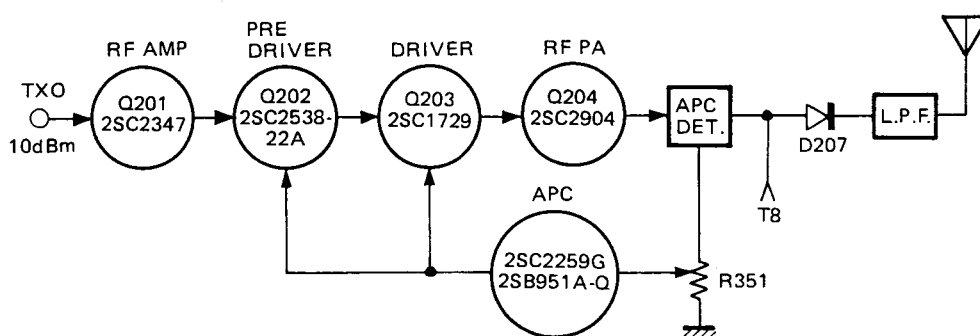 TXO
10dBm
RF AMP
Q201
2SC2347
PRE
DRIVER
Q202
2SC2538-
22A
DRIVER
Q203
2SC1729
RF PA
Q204
2SC2904
APC
DET.
T8
D207
L.P.F.
APC
2SC2259G
2SB951A-Q
R351